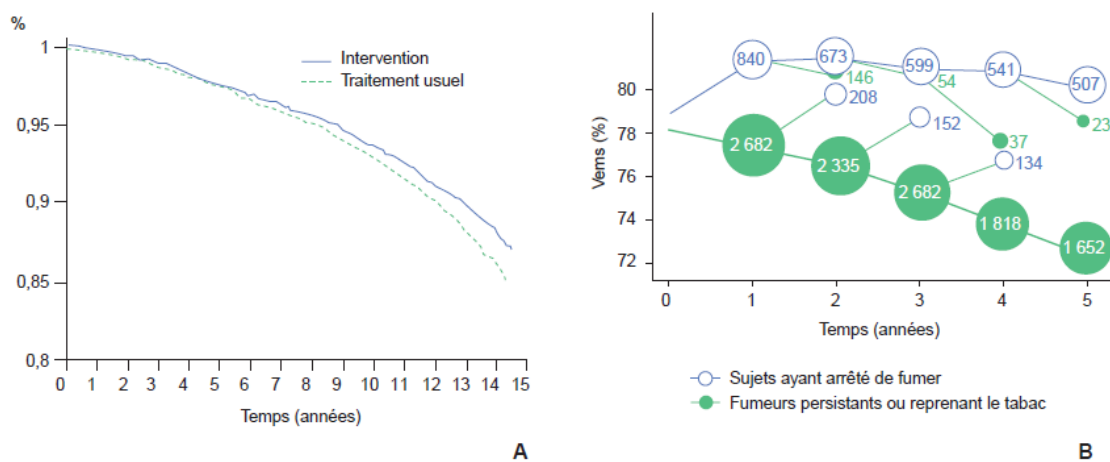 %
1
0,95
0,9
0,85
0,8
Intervention
Traitement usuel
0 1 2 3 4 5 6 7 8 9 10 11 12 13 14 15
Temps (années)
A
Vems (%)
80
78
76
74
72
840
673
599
541
507
146
208
54
152
37
134
23
2 682
2 335
2 682
1 818
1 652
0 1 2 3 4 5
Temps (années)
Sujets ayant arrêté de fumer
Fumeurs persistants ou reprenant le tabac
B